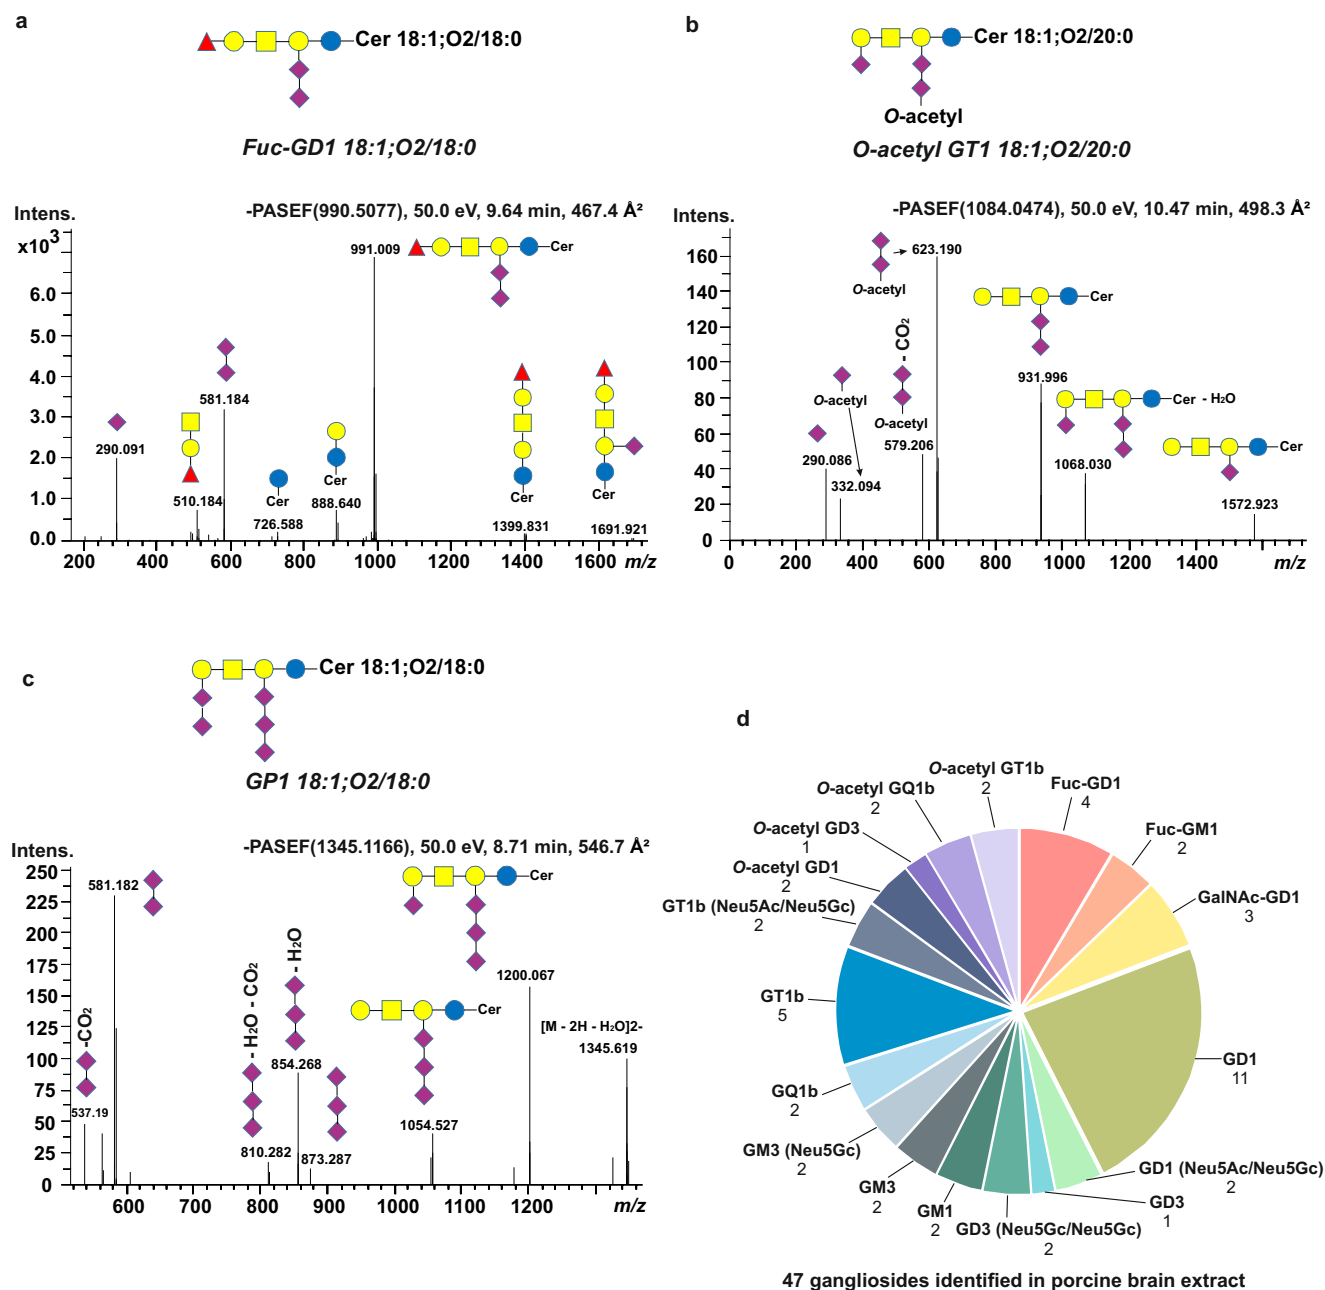 a
Cer 18:1;O2/18:0
Fuc-GD1 18:1;O2/18:0
-PASEF(990.5077), 50.0 eV, 9.64 min, 467.4 Å²
Intens.
x10³
6.0
5.0
4.0
3.0
2.0
1.0
0.0
991.009
Cer
581.184
290.091
510.184
726.588
Cer
888.640
Cer
1399.831
Cer
1691.921
Cer
200
400
600
800
1000
1200
1400
1600
m/z
b
Cer 18:1;O2/20:0
O-acetyl
O-acetyl GT1 18:1;O2/20:0
-PASEF(1084.0474), 50.0 eV, 10.47 min, 498.3 Å²
Intens.
160
140
120
100
80
60
40
20
0
623.190
O-acetyl
- CO₂
O-acetyl
579.206
O-acetyl
290.086
332.094
Cer
931.996
Cer - H₂O
1068.030
Cer
1572.923
0
200
400
600
800
1000
1200
1400
m/z
c
Cer 18:1;O2/18:0
GP1 18:1;O2/18:0
-PASEF(1345.1166), 50.0 eV, 8.71 min, 546.7 Å²
Intens.
250
225
200
175
150
125
100
75
50
25
0
581.182
-CO₂
537.19
- H₂O - CO₂
810.282
- H₂O
854.268
873.287
Cer
1200.067
Cer
1054.527
[M - 2H - H₂O]2-
1345.619
600
700
800
900
1000
1100
1200
m/z
d
O-acetyl GT1b
2
Fuc-GD1
4
Fuc-GM1
2
GalNAc-GD1
3
GD1
11
GD1 (Neu5Ac/Neu5Gc)
2
GD3
1
GD3 (Neu5Gc/Neu5Gc)
2
GM1
2
GM3
2
GM3 (Neu5Gc)
2
GQ1b
2
GT1b
5
GT1b (Neu5Ac/Neu5Gc)
2
O-acetyl GD1
2
O-acetyl GD3
1
O-acetyl GQ1b
2
47 gangliosides identified in porcine brain extract